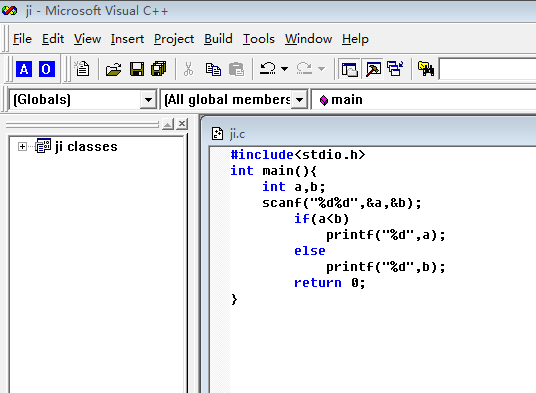 ji - Microsoft Visual C++
File Edit View Insert Project Build Tools Window Help
A O
(Globals) (All global members main
ji classes
ji.c
#include<stdio.h>
int main(){
    int a,b;
    scanf("%d%d",&a,&b);
        if(a<b)
            printf("%d",a);
        else
            printf("%d",b);
        return 0;
}